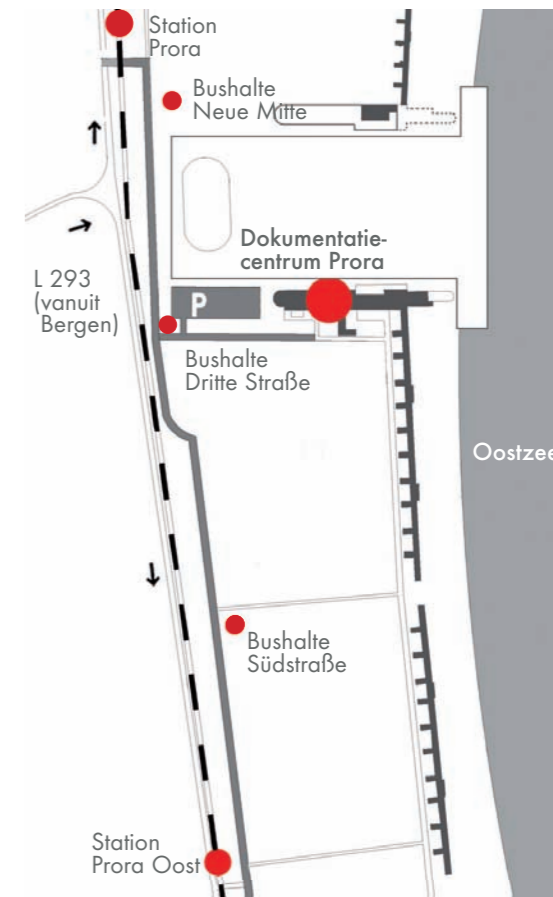 Station
Prora
Bushalte
Neue Mitte
Dokumentatie-
centrum Prora
L 293
(vanuit
Bergen)
P
Bushalte
Dritte Straße
Oostzee
Bushalte
Südstraße
Station
Prora Oost